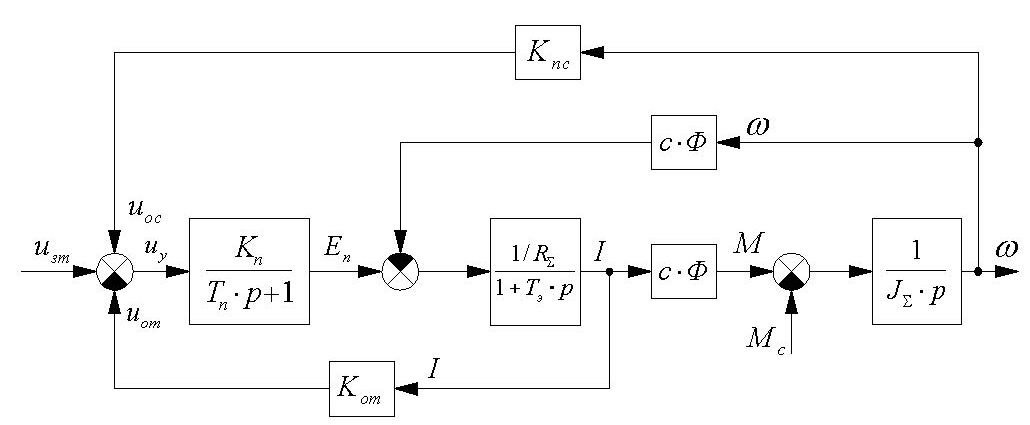 K_пс
c·Ф
ω
u_ос
u_зт
u_у
K_п
T_п·p+1
E_п
1/R_Σ
1+T_э·p
I
c·Ф
M
1
J_Σ·p
ω
u_от
M_с
K_от
I